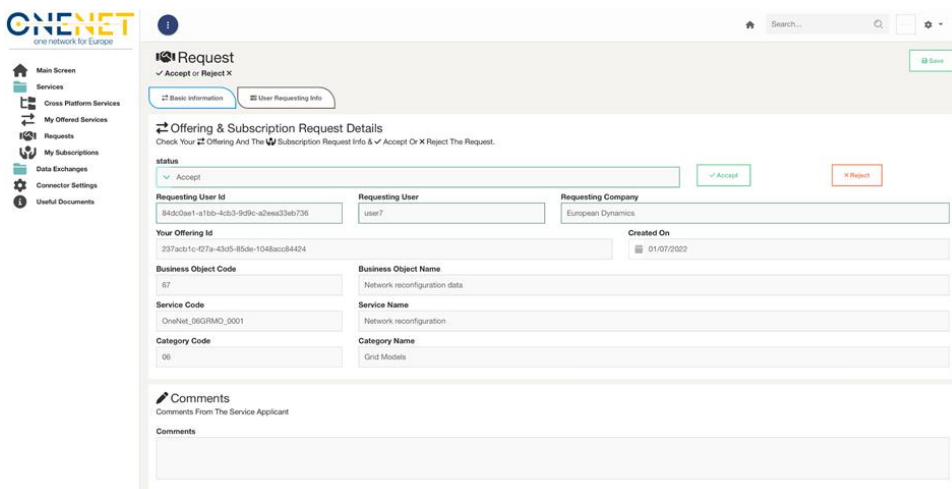 ONENET
one network for Europe
Search...
Main Screen
Services
Cross Platform Services
My Offered Services
Requests
My Subscriptions
Data Exchanges
Connector Settings
Useful Documents
Request
Accept or Reject
Save
Basic Information
User Requesting Info
Offering & Subscription Request Details
Check Your Offering And The Subscription Request Info & Accept Or Reject The Request.
status
Accept
Accept
Reject
Requesting User Id Requesting User Requesting Company
84dc0ae1-a1bb-4cb3-9d9c-a2eea33eb736 user7 European Dynamics
Your Offering Id Created On
237acb1c-f27a-43d5-85de-1048acc84424 01/07/2022
Business Object Code Business Object Name
67 Network reconfiguration data
Service Code Service Name
OneNet_06GRMO_0001 Network reconfiguration
Category Code Category Name
06 Grid Models
Comments
Comments From The Service Applicant
Comments